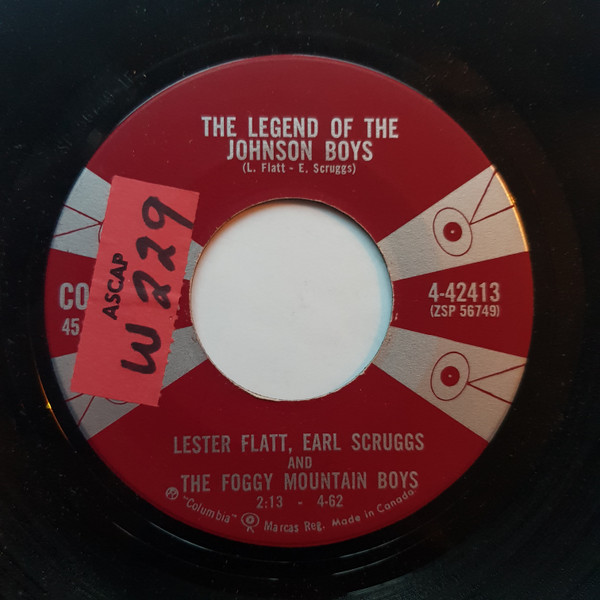 THE LEGEND OF THE
JOHNSON BOYS
(L. Flatt - E. Scruggs)
ASCAP
W 229
CO
45
4-42413
(ZSP 56749)
LESTER FLATT, EARL SCRUGGS
AND
THE FOGGY MOUNTAIN BOYS
2:13 - 4-62
Ⓟ "Columbia" Marcas Reg. Made in Canada.